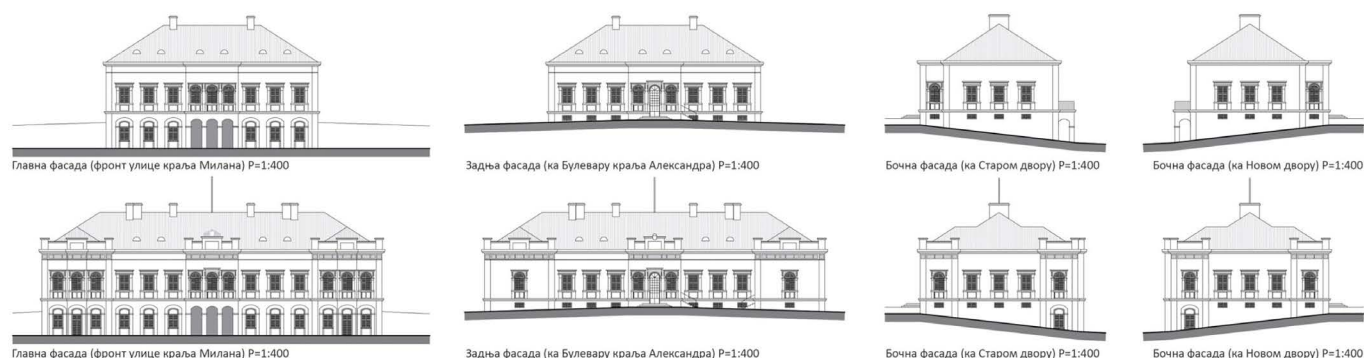 Главна фасада (фронт улице краља Милана) Р=1:400
Задња фасада (ка Булевару краља Александра) Р=1:400
Бочна фасада (ка Старом двору) Р=1:400
Бочна фасада (ка Новом двору) Р=1:400
Главна фасада (фронт улице краља Милана) Р=1:400
Задња фасада (ка Булевару краља Александра) Р=1:400
Бочна фасада (ка Старом двору) Р=1:400
Бочна фасада (ка Новом двору) Р=1:400